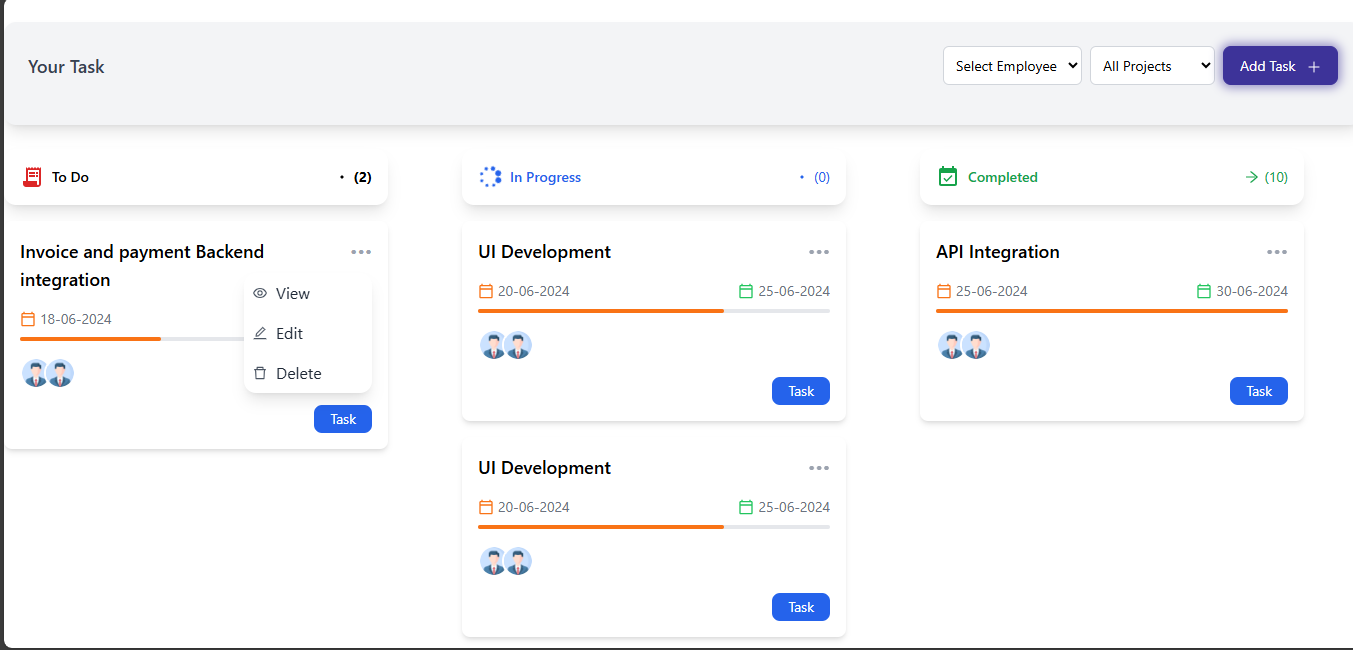 Your Task
Select Employee
All Projects
Add Task +
To Do
• (2)
In Progress
• (0)
Completed
→ (10)
Invoice and payment Backend
integration
18-06-2024
View
Edit
Delete
Task
UI Development
20-06-2024
25-06-2024
Task
UI Development
20-06-2024
25-06-2024
Task
API Integration
25-06-2024
30-06-2024
Task